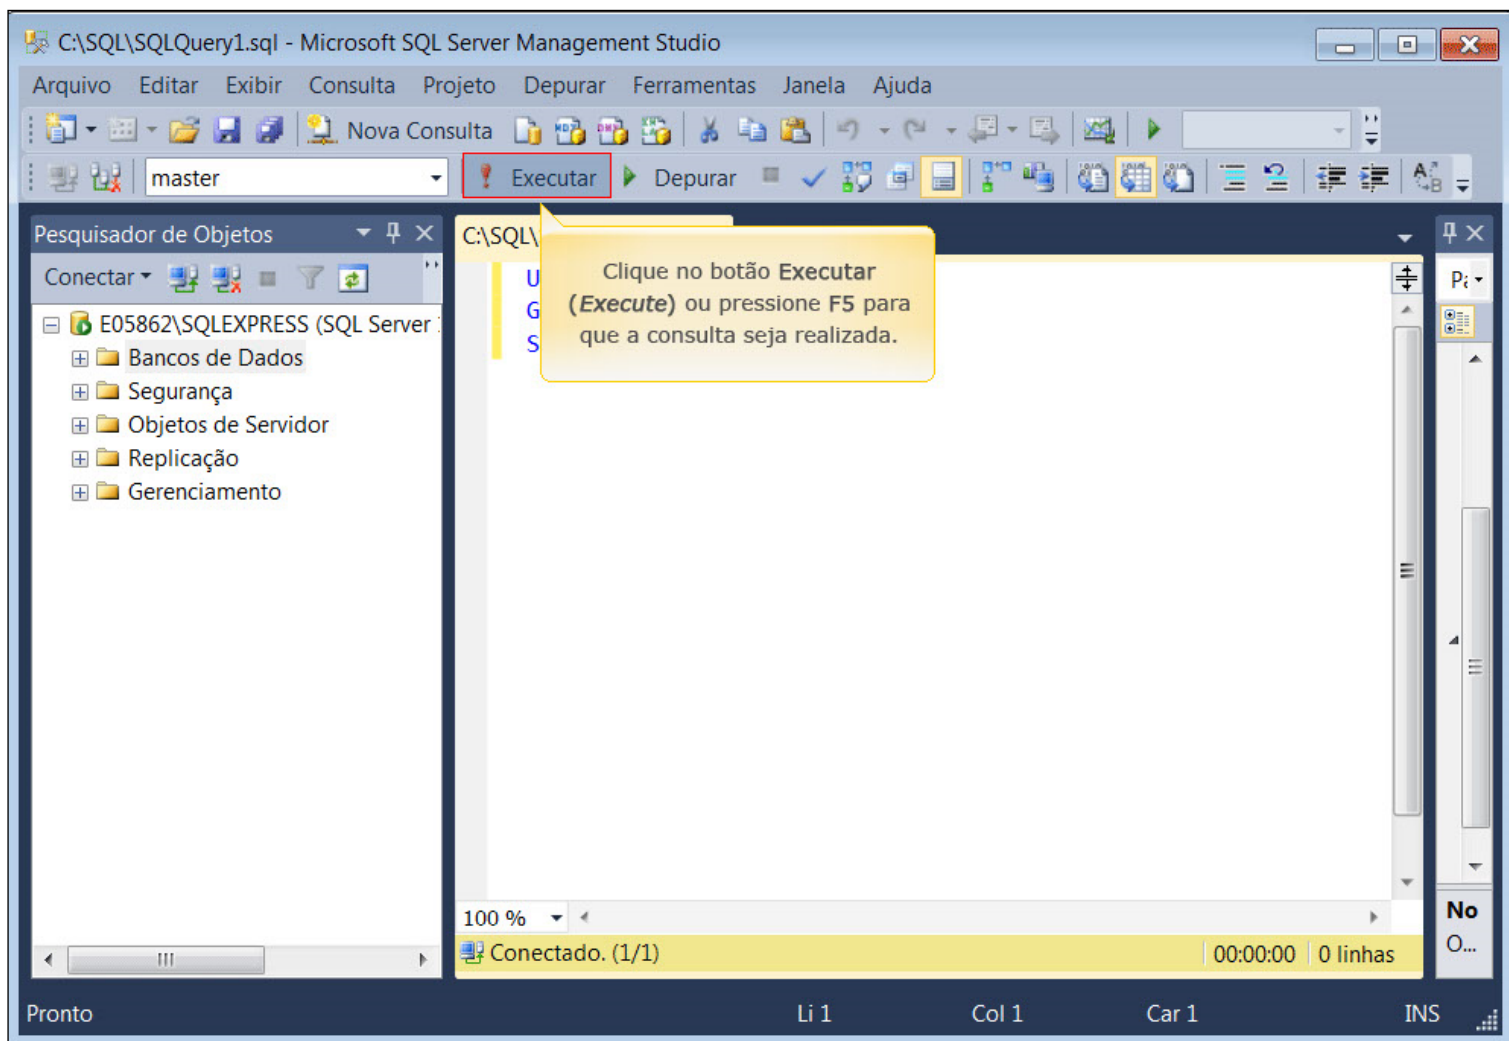 C:\SQL\SQLQuery1.sql - Microsoft SQL Server Management Studio
Arquivo Editar Exibir Consulta Projeto Depurar Ferramentas Janela Ajuda
Nova Consulta
master
Executar
Depurar
Pesquisador de Objetos
Conectar
E05862\SQLEXPRESS (SQL Server
Bancos de Dados
Segurança
Objetos de Servidor
Replicação
Gerenciamento
C:\SQL\
U
G
S
Clique no botão Executar
(Execute) ou pressione F5 para
que a consulta seja realizada.
100 %
Conectado. (1/1)
00:00:00
0 linhas
No
O...
Pronto
Li 1
Col 1
Car 1
INS